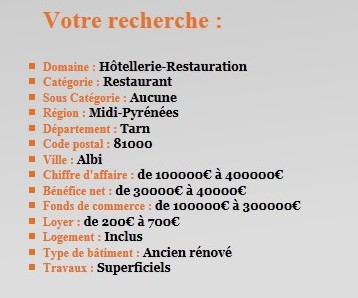 Votre recherche :
Domaine : Hôtellerie-Restauration
Catégorie : Restaurant
Sous Catégorie : Aucune
Région : Midi-Pyrénées
Département : Tarn
Code postal : 81000
Ville : Albi
Chiffre d'affaire : de 100000€ à 400000€
Bénéfice net : de 30000€ à 40000€
Fonds de commerce : de 100000€ à 300000€
Loyer : de 200€ à 700€
Logement : Inclus
Type de bâtiment : Ancien rénové
Travaux : Superficiels